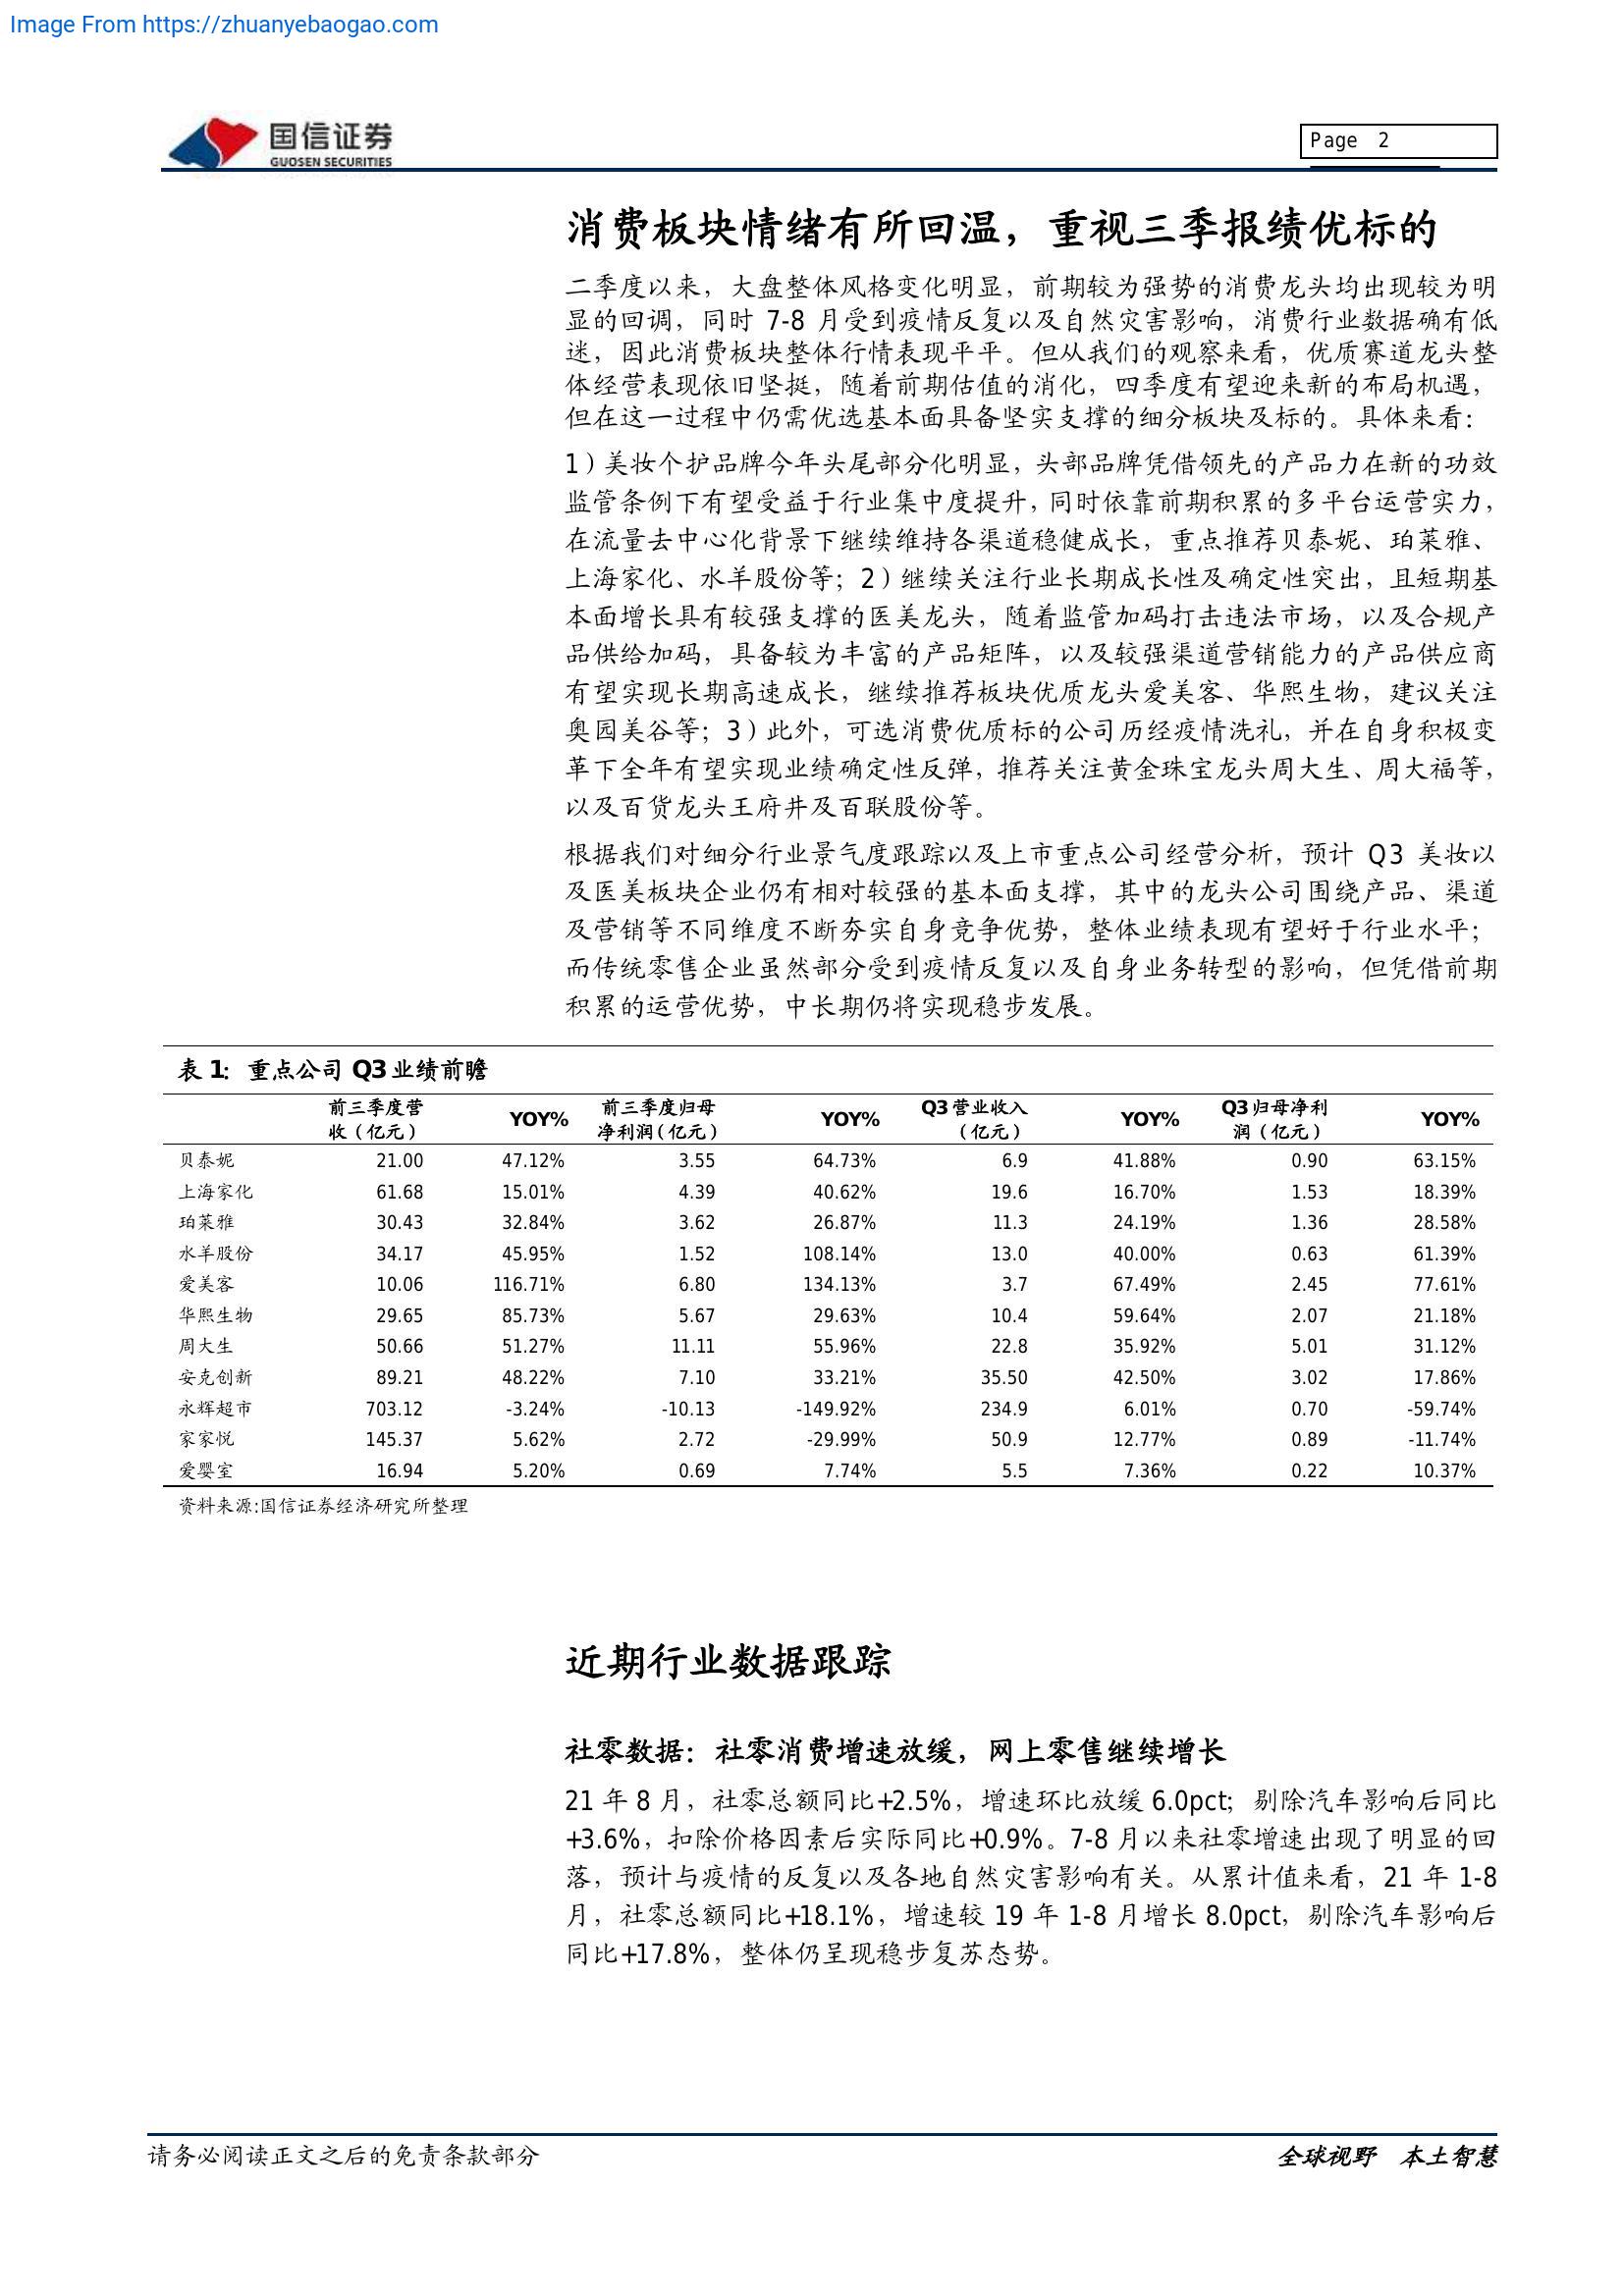 Image From https://zhuanyebaogao.com
国信证券
GUOSEN SECURITIES
Page 2
消费板块情绪有所回温，重视三季报绩优标的
二季度以来，大盘整体风格变化明显，前期较为强势的消费龙头均出现较为明
显的回调，同时 7-8 月受到疫情反复以及自然灾害影响，消费行业数据确有低
迷，因此消费板块整体行情表现平平。但从我们的观察来看，优质赛道龙头整
体经营表现依旧坚挺，随着前期估值的消化，四季度有望迎来新的布局机遇，
但在这一过程中仍需优选基本面具备坚实支撑的细分板块及标的。具体来看：
1）美妆个护品牌今年头尾部分化明显，头部品牌凭借领先的产品力在新的功效
监管条例下有望受益于行业集中度提升，同时依靠前期积累的多平台运营实力，
在流量去中心化背景下继续维持各渠道稳健成长，重点推荐贝泰妮、珀莱雅、
上海家化、水羊股份等；2）继续关注行业长期成长性及确定性突出，且短期基
本面增长具有较强支撑的医美龙头，随着监管加码打击违法市场，以及合规产
品供给加码，具备较为丰富的产品矩阵，以及较强渠道营销能力的产品供应商
有望实现长期高速成长，继续推荐板块优质龙头爱美客、华熙生物，建议关注
奥园美谷等；3）此外，可选消费优质标的公司历经疫情洗礼，并在自身积极变
革下全年有望实现业绩确定性反弹，推荐关注黄金珠宝龙头周大生、周大福等，
以及百货龙头王府井及百联股份等。
根据我们对细分行业景气度跟踪以及上市重点公司经营分析，预计 Q3 美妆以
及医美板块企业仍有相对较强的基本面支撑，其中的龙头公司围绕产品、渠道
及营销等不同维度不断夯实自身竞争优势，整体业绩表现有望好于行业水平；
而传统零售企业虽然部分受到疫情反复以及自身业务转型的影响，但凭借前期
积累的运营优势，中长期仍将实现稳步发展。
表 1：重点公司 Q3 业绩前瞻
前三季度营收（亿元） YOY% 前三季度归母净利润(亿元) YOY% Q3 营业收入（亿元） YOY% Q3 归母净利润（亿元） YOY%
贝泰妮 21.00 47.12% 3.55 64.73% 6.9 41.88% 0.90 63.15%
上海家化 61.68 15.01% 4.39 40.62% 19.6 16.70% 1.53 18.39%
珀莱雅 30.43 32.84% 3.62 26.87% 11.3 24.19% 1.36 28.58%
水羊股份 34.17 45.95% 1.52 108.14% 13.0 40.00% 0.63 61.39%
爱美客 10.06 116.71% 6.80 134.13% 3.7 67.49% 2.45 77.61%
华熙生物 29.65 85.73% 5.67 29.63% 10.4 59.64% 2.07 21.18%
周大生 50.66 51.27% 11.11 55.96% 22.8 35.92% 5.01 31.12%
安克创新 89.21 48.22% 7.10 33.21% 35.50 42.50% 3.02 17.86%
永辉超市 703.12 -3.24% -10.13 -149.92% 234.9 6.01% 0.70 -59.74%
家家悦 145.37 5.62% 2.72 -29.99% 50.9 12.77% 0.89 -11.74%
爱婴室 16.94 5.20% 0.69 7.74% 5.5 7.36% 0.22 10.37%
资料来源:国信证券经济研究所整理
近期行业数据跟踪
社零数据：社零消费增速放缓，网上零售继续增长
21 年 8 月，社零总额同比+2.5%，增速环比放缓 6.0pct；剔除汽车影响后同比
+3.6%，扣除价格因素后实际同比+0.9%。7-8 月以来社零增速出现了明显的回
落，预计与疫情的反复以及各地自然灾害影响有关。从累计值来看，21 年 1-8
月，社零总额同比+18.1%，增速较 19 年 1-8 月增长 8.0pct，剔除汽车影响后
同比+17.8%，整体仍呈现稳步复苏态势。
请务必阅读正文之后的免责条款部分
全球视野 本土智慧